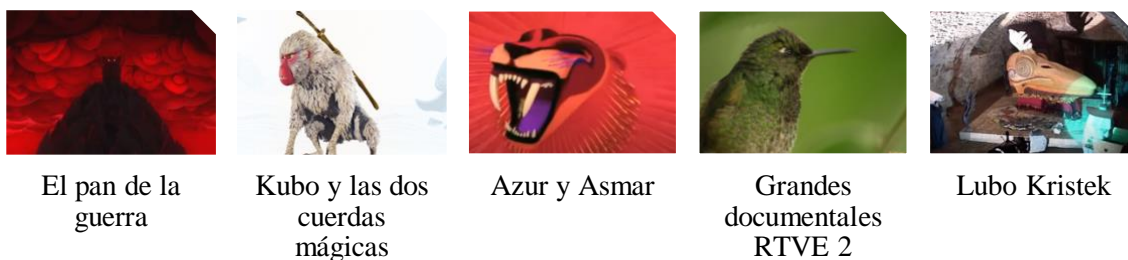 El pan de la
guerra
Kubo y las dos
cuerdas
mágicas
Azur y Asmar
Grandes
documentales
RTVE 2
Lubo Kristek